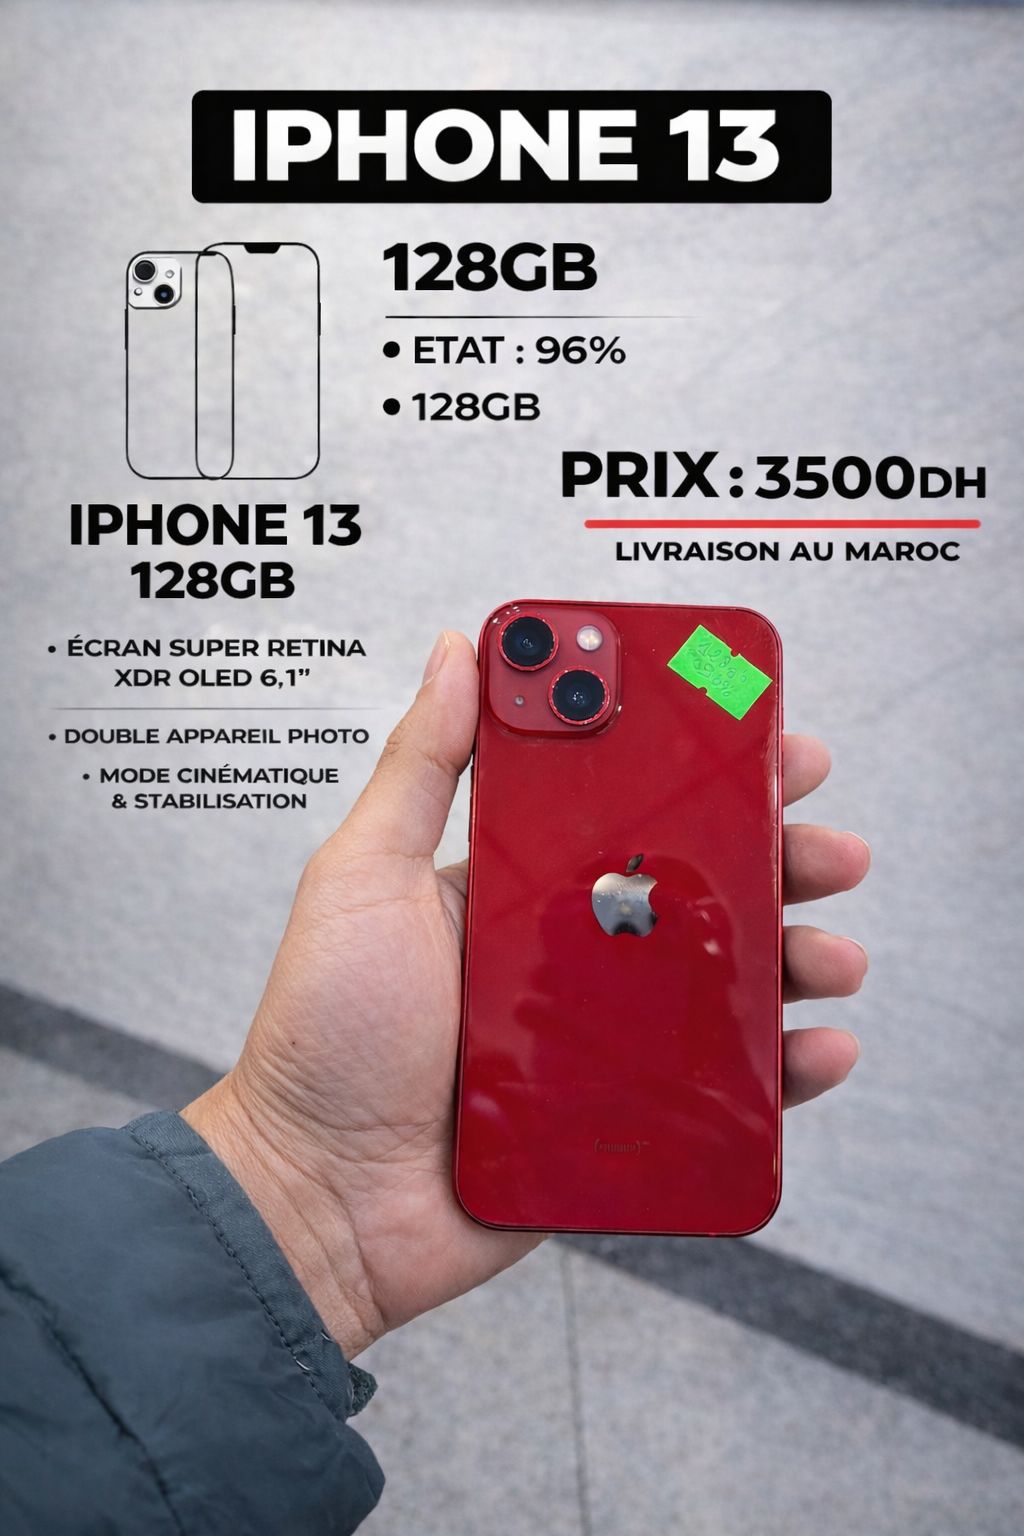 IPHONE 13
128GB
• ETAT : 96%
• 128GB
PRIX : 3500DH
LIVRAISON AU MAROC
IPHONE 13
128GB
• ÉCRAN SUPER RETINA
XDR OLED 6,1”
• DOUBLE APPAREIL PHOTO
• MODE CINÉMATIQUE
& STABILISATION